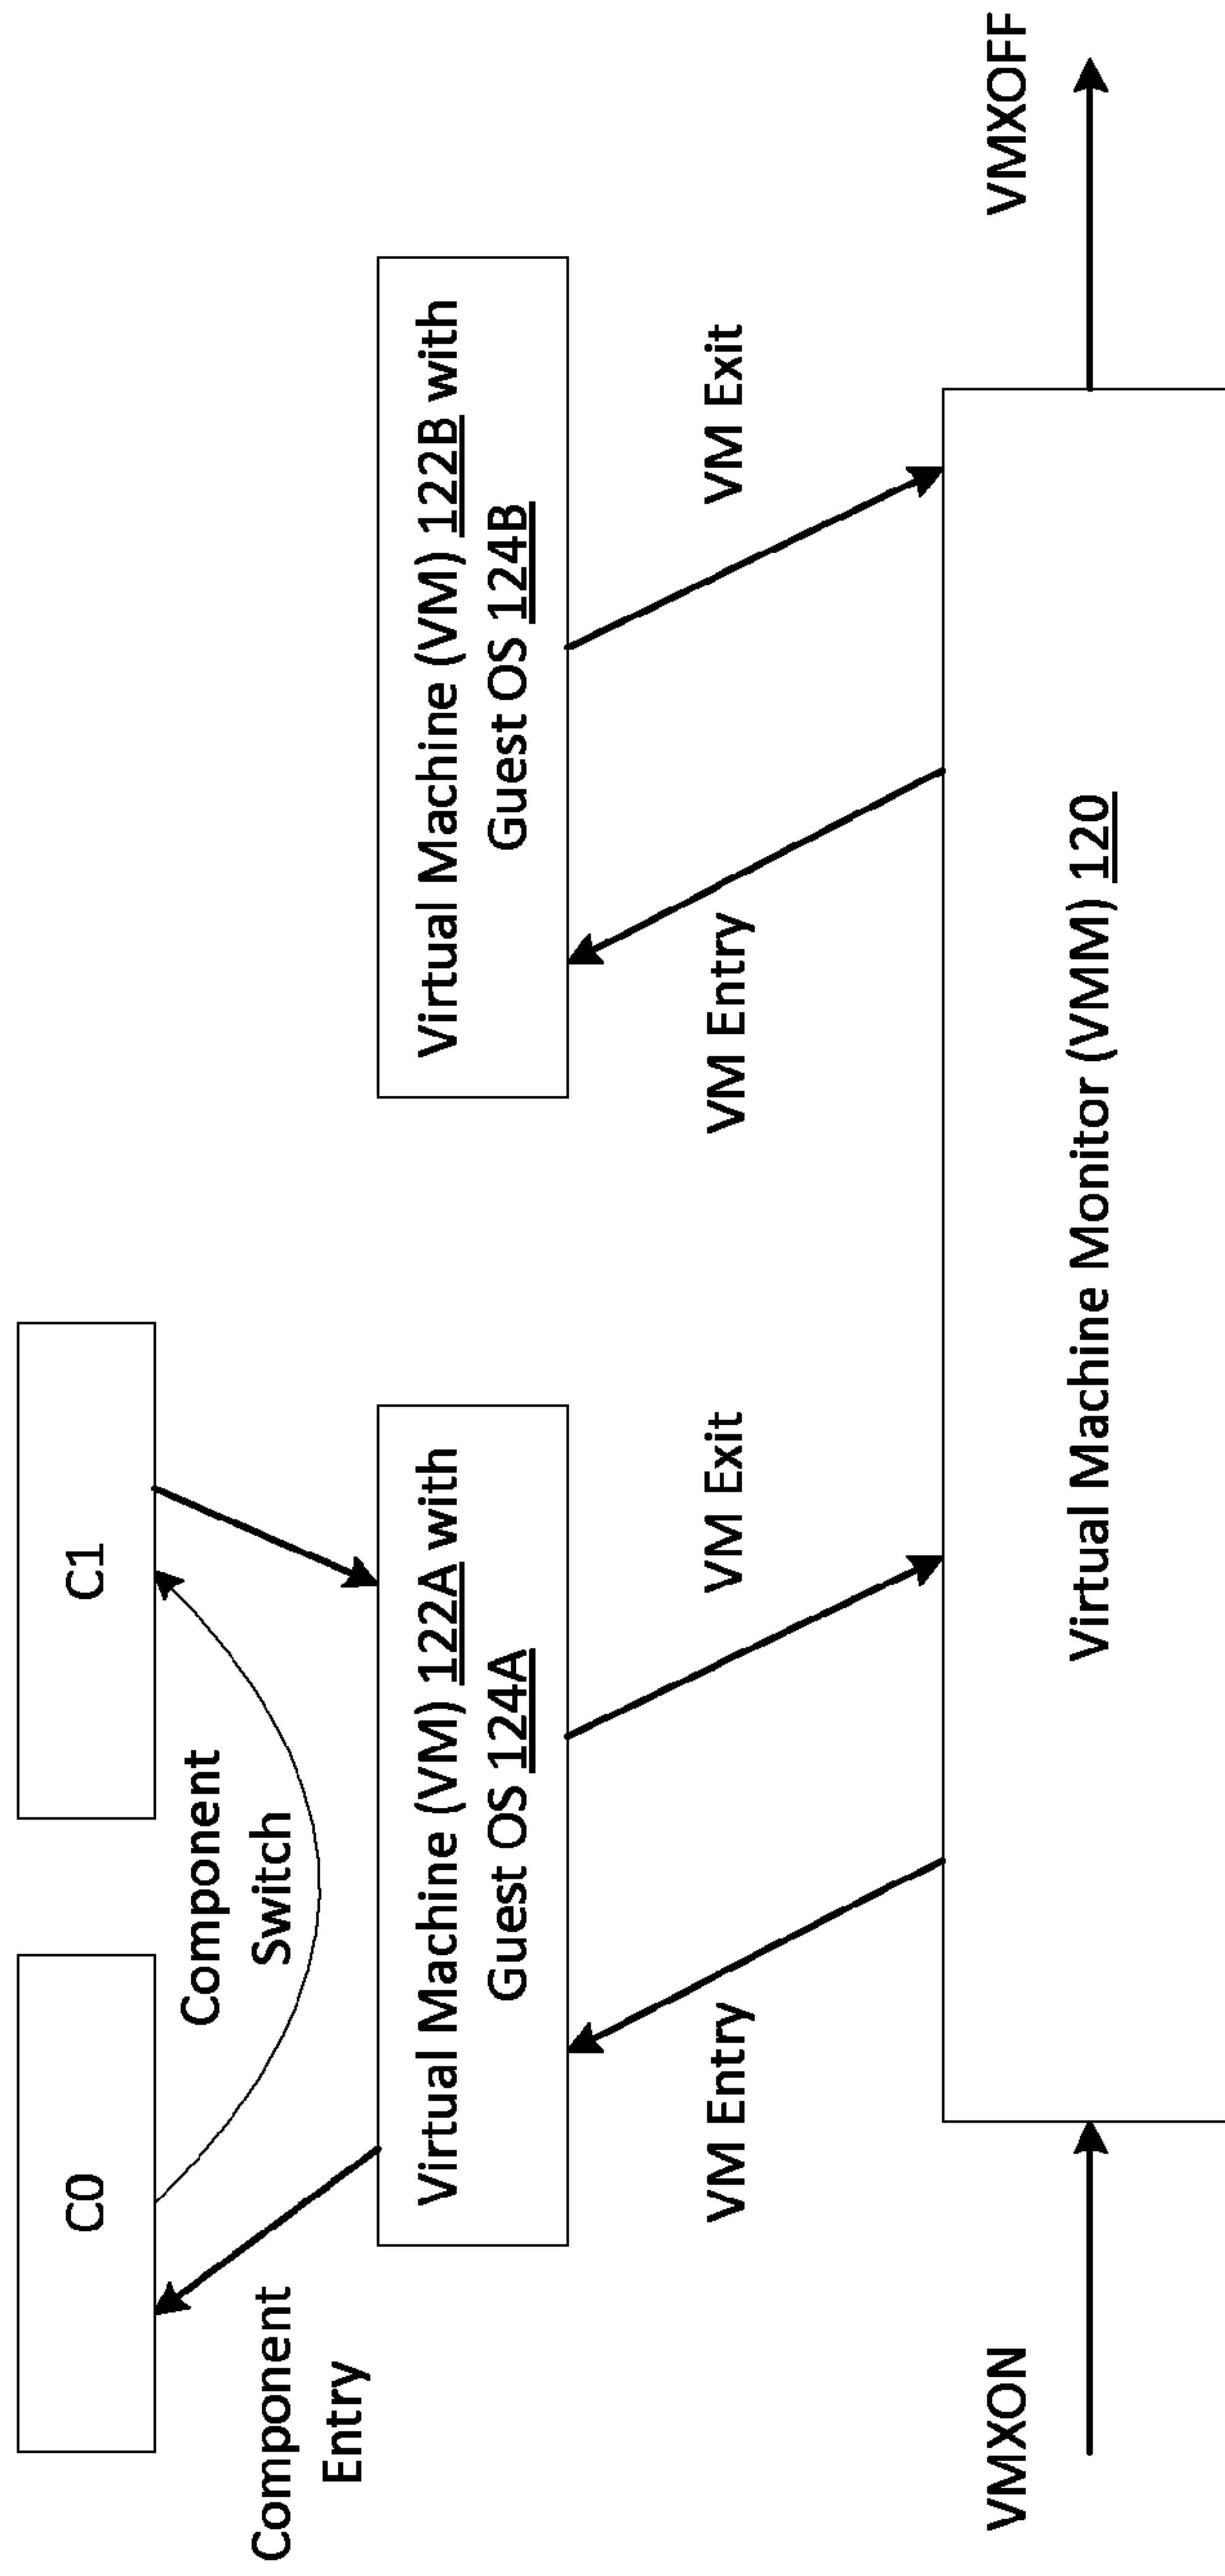 C0
C1
Component
Switch
Component
Entry
Virtual Machine (VM) 122A with
Guest OS 124A
Virtual Machine (VM) 122B with
Guest OS 124B
VM Entry
VM Exit
VM Entry
VM Exit
VMXON
Virtual Machine Monitor (VMM) 120
VMXOFF